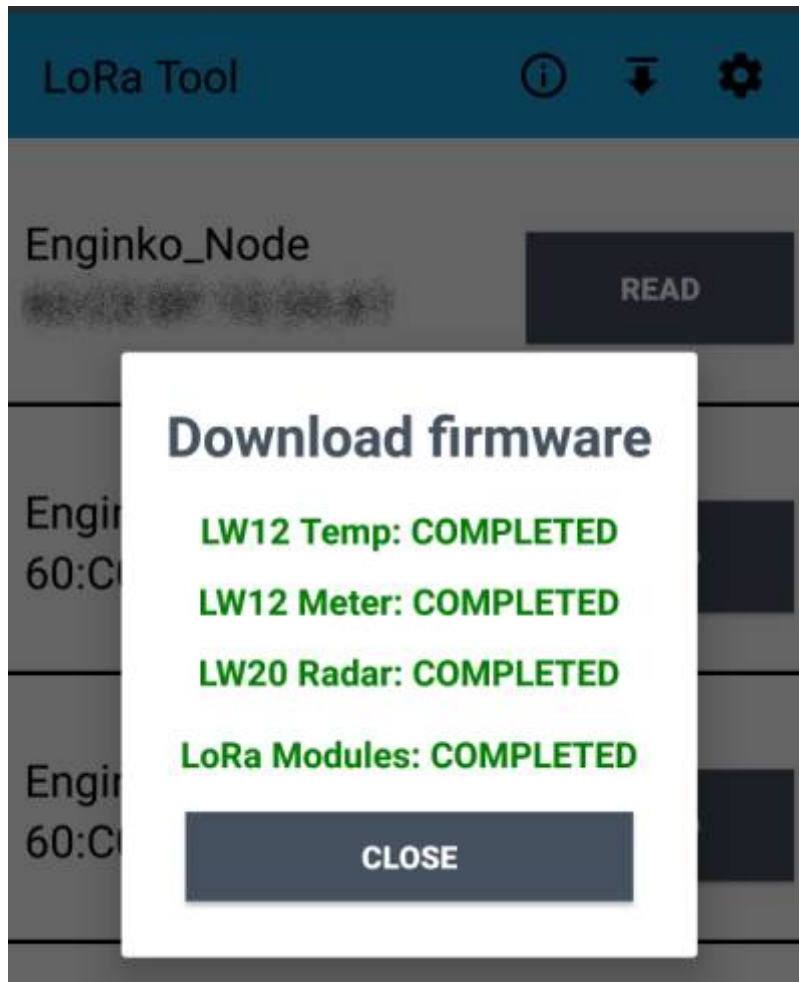 LoRa Tool
Enginko_Node
READ
Download firmware
LW12 Temp: COMPLETED
LW12 Meter: COMPLETED
LW20 Radar: COMPLETED
LoRa Modules: COMPLETED
CLOSE